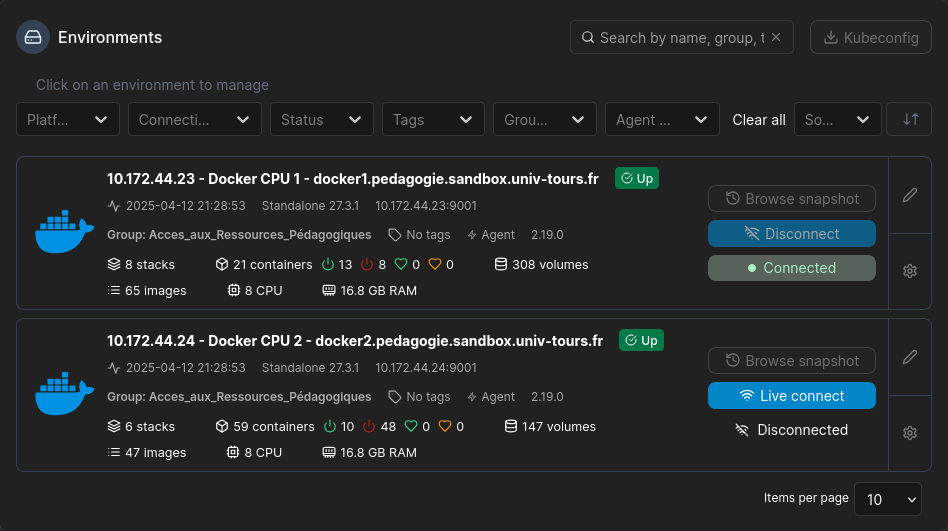 Environments
Search by name, group, t
Kubeconfig
Click on an environment to manage
Platf... Connecti... Status Tags Grou... Agent ... Clear all So...
10.172.44.23 - Docker CPU 1 - docker1.pedagogie.sandbox.univ-tours.fr Up
2025-04-12 21:28:53 Standalone 27.3.1 10.172.44.23:9001
Group: Acces_aux_Ressources_Pédagogiques No tags Agent 2.19.0
8 stacks 21 containers 13 8 0 0 308 volumes
65 images 8 CPU 16.8 GB RAM
Browse snapshot
Disconnect
Connected
10.172.44.24 - Docker CPU 2 - docker2.pedagogie.sandbox.univ-tours.fr Up
2025-04-12 21:28:53 Standalone 27.3.1 10.172.44.24:9001
Group: Acces_aux_Ressources_Pédagogiques No tags Agent 2.19.0
6 stacks 59 containers 10 48 0 0 147 volumes
47 images 8 CPU 16.8 GB RAM
Browse snapshot
Live connect
Disconnected
Items per page 10